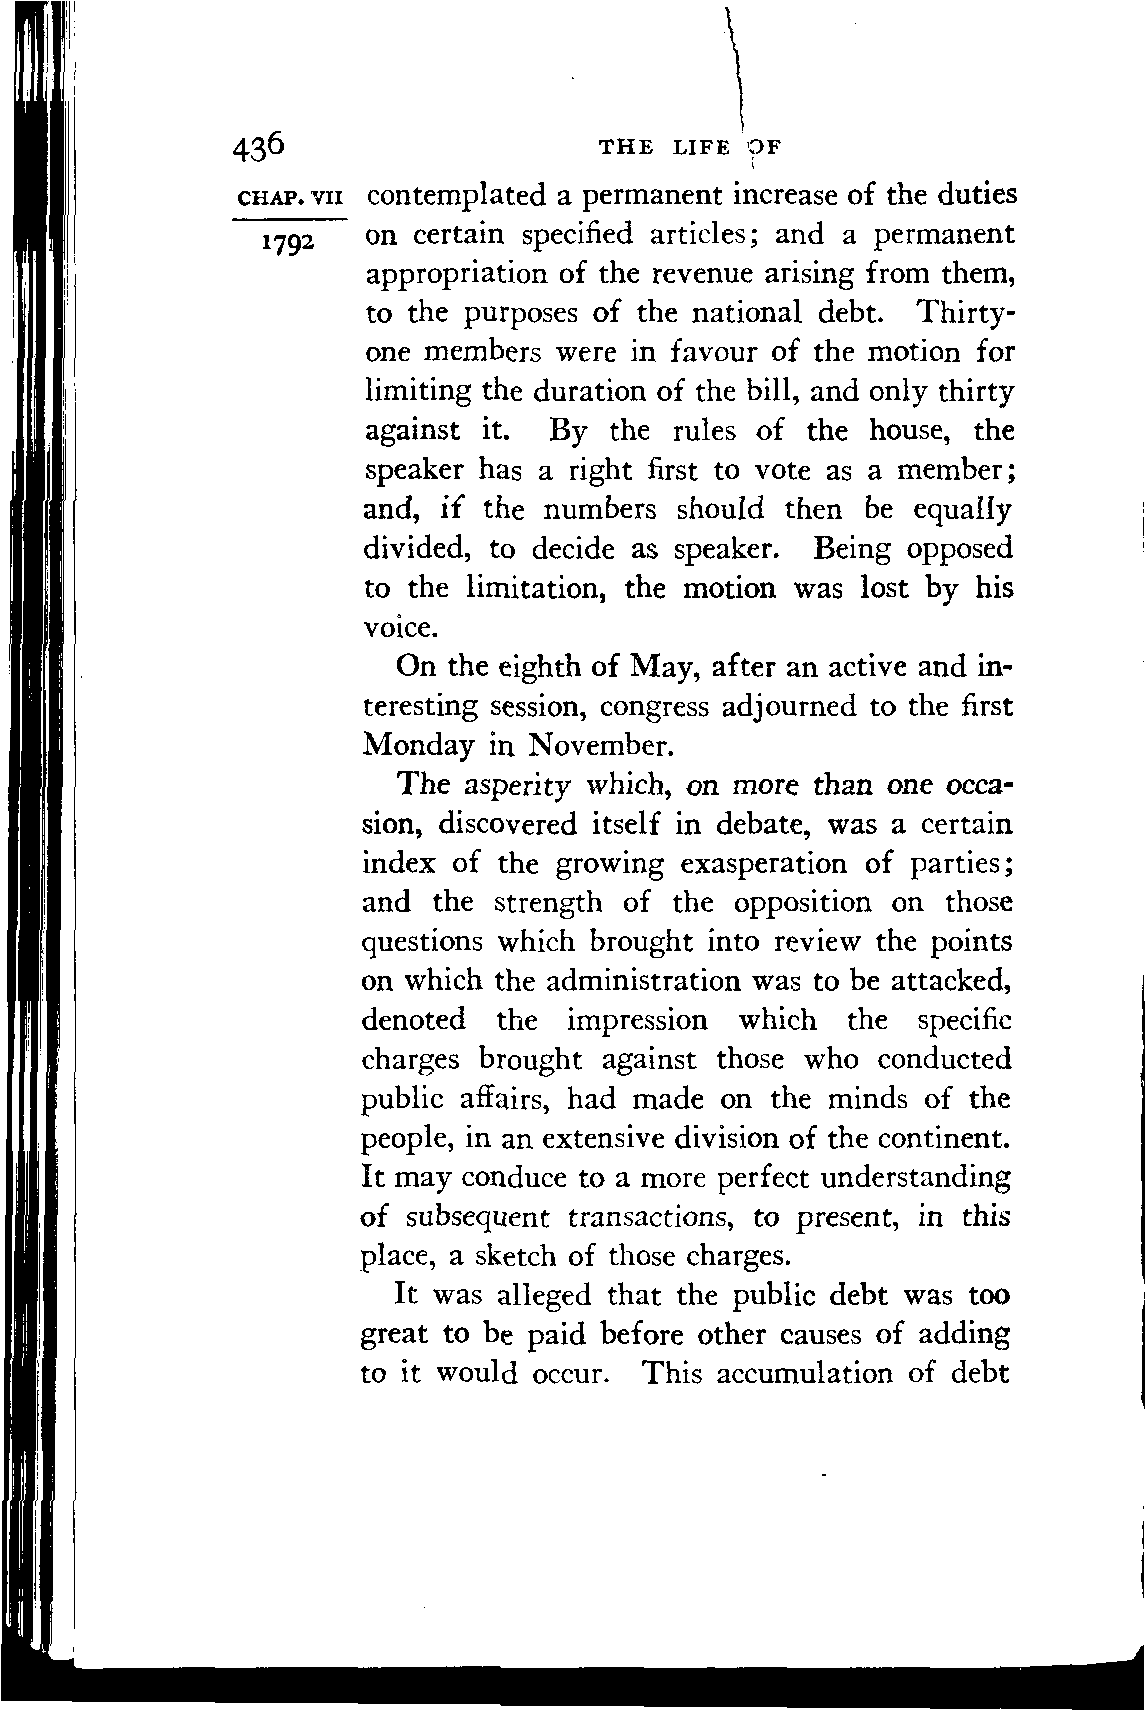 436 THE LIFE OF
CHAP. VII contemplated a permanent increase of the duties
1792 on certain specified articles; and a permanent
appropriation of the revenue arising from them,
to the purposes of the national debt. Thirty-
one members were in favour of the motion for
limiting the duration of the bill, and only thirty
against it. By the rules of the house, the
speaker has a right first to vote as a member;
and, if the numbers should then be equally
divided, to decide as speaker. Being opposed
to the limitation, the motion was lost by his
voice.
On the eighth of May, after an active and in-
teresting session, congress adjourned to the first
Monday in November.
The asperity which, on more than one occa-
sion, discovered itself in debate, was a certain
index of the growing exasperation of parties;
and the strength of the opposition on those
questions which brought into review the points
on which the administration was to be attacked,
denoted the impression which the specific
charges brought against those who conducted
public affairs, had made on the minds of the
people, in an extensive division of the continent.
It may conduce to a more perfect understanding
of subsequent transactions, to present, in this
place, a sketch of those charges.
It was alleged that the public debt was too
great to be paid before other causes of adding
to it would occur. This accumulation of debt